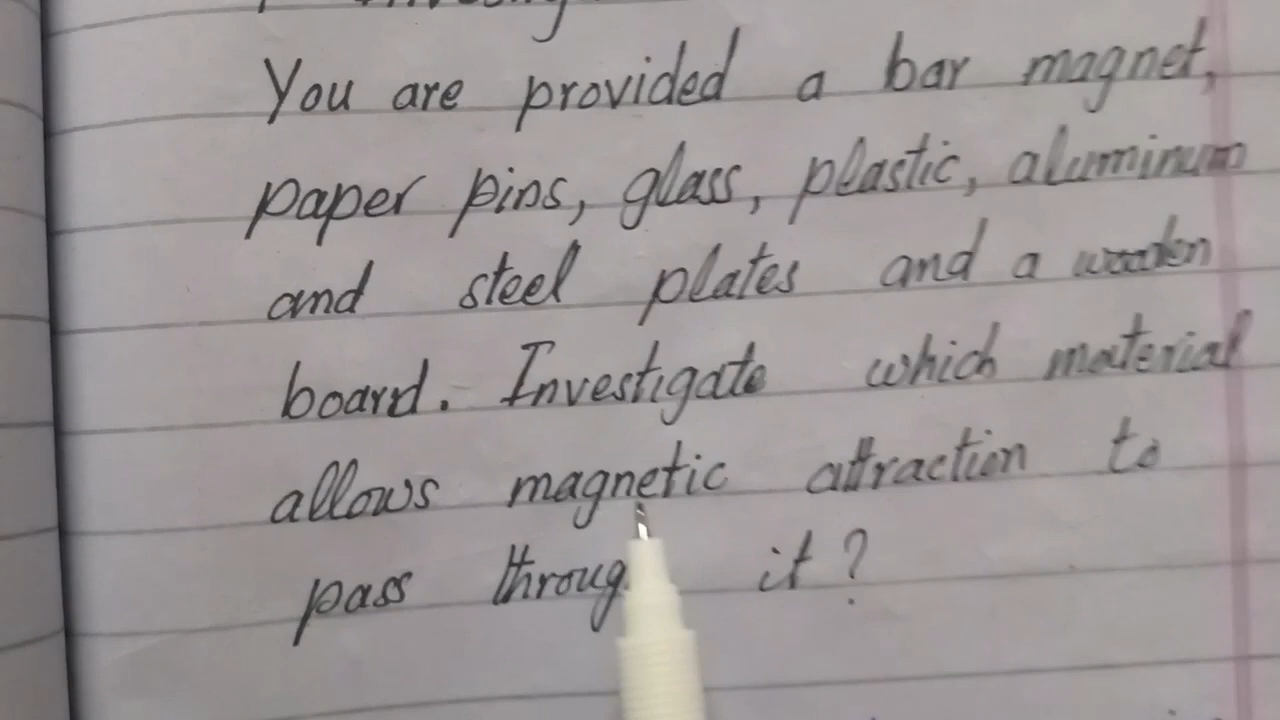 You are provided a bar magnet,
paper pins, glass, plastic, aluminum
and steel plates and a wooden
board. Investigate which material
allows magnetic attraction to
pass throug it?